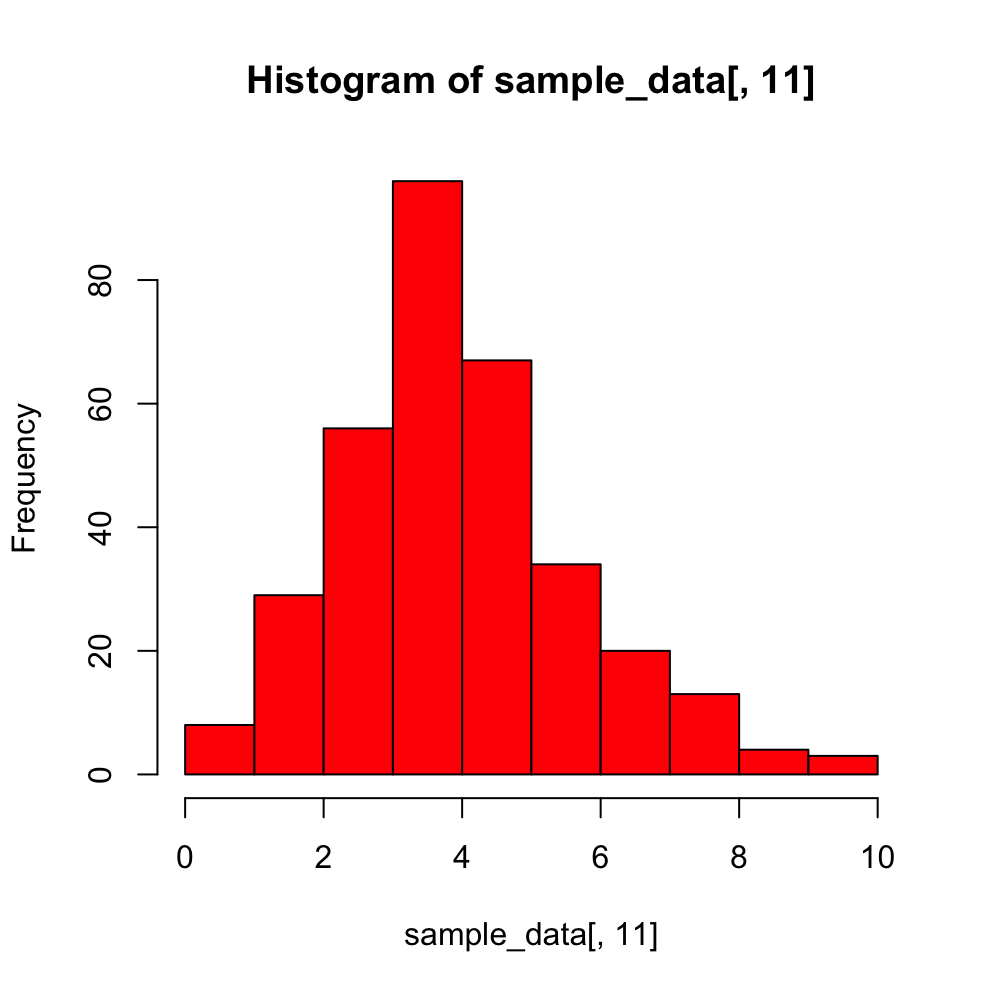 Histogram of sample_data[, 11]
Frequency
80
60
40
20
0
0 2 4 6 8 10
sample_data[, 11]